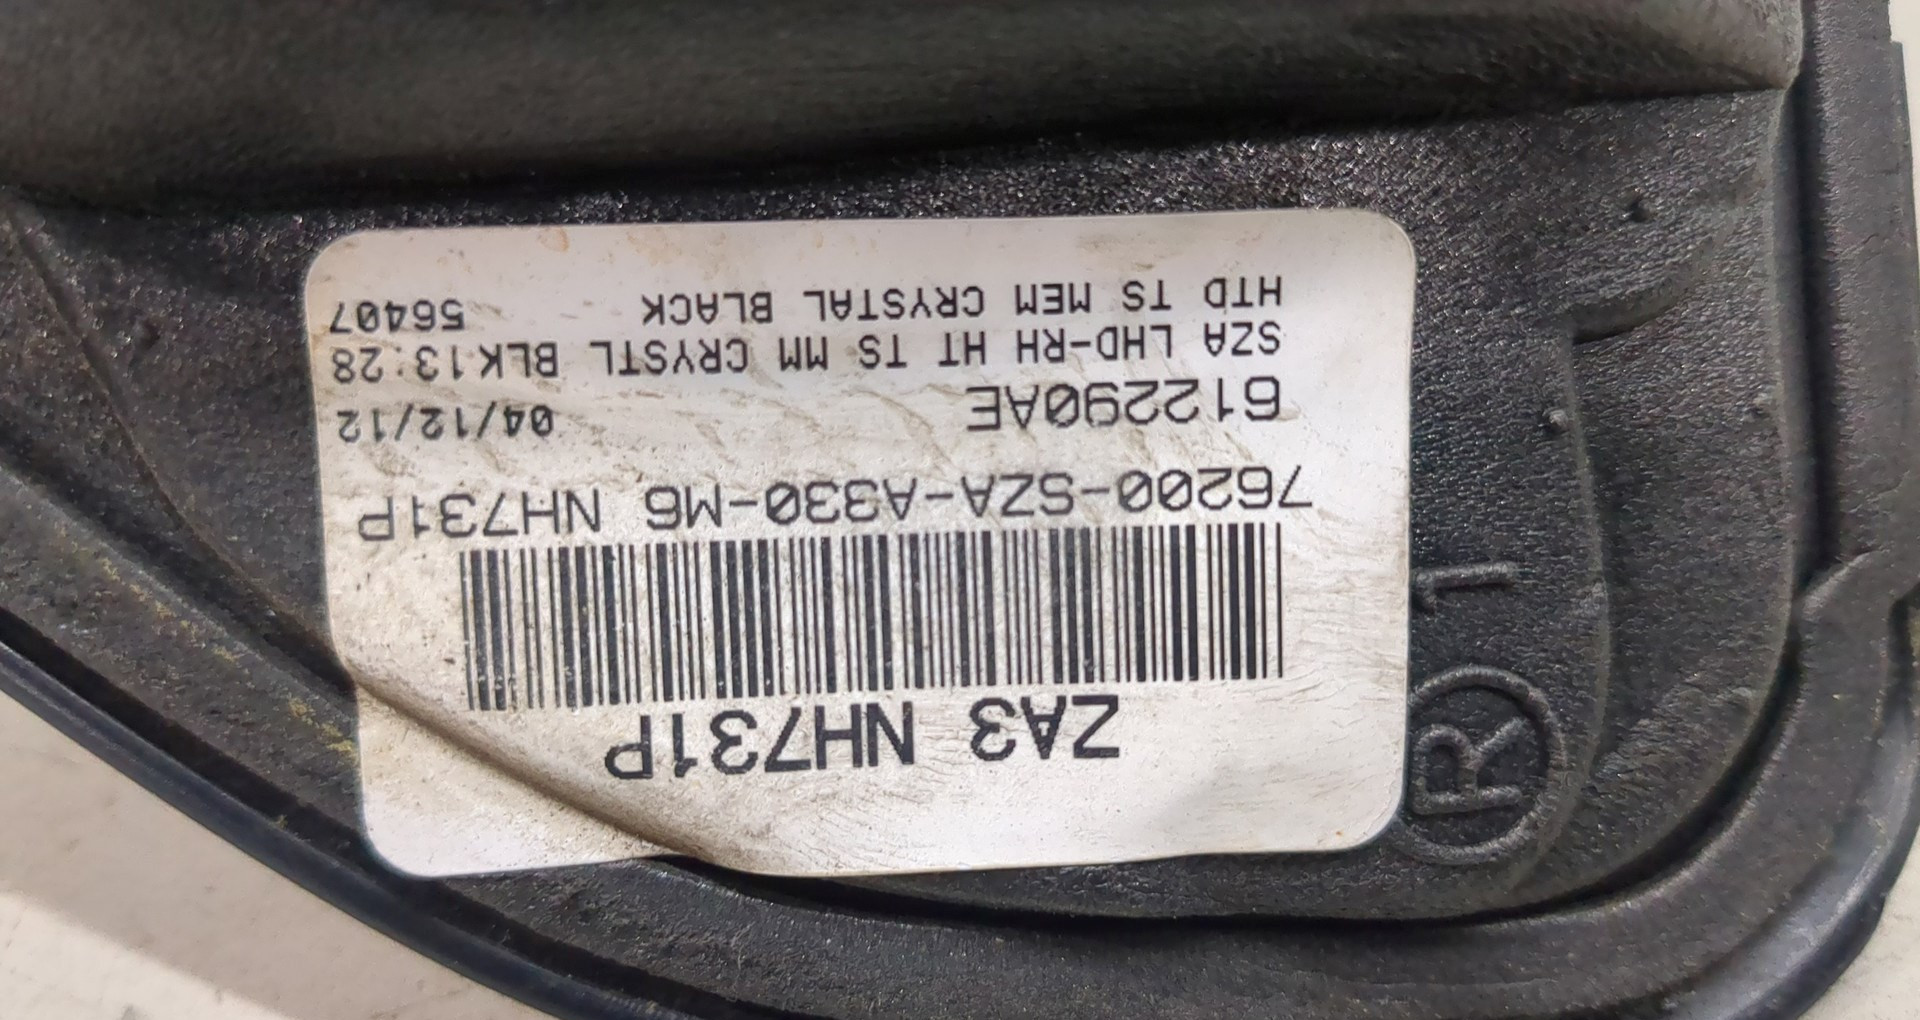 ZA3 NH731P
76200-SZA-A330-M6 NH731P
612290AE 04/12/12
SZA LHD-RH HT TS MM CRYSTL BLK13:28
HTD TS MEM CRYSTAL BLACK 56407
R 1